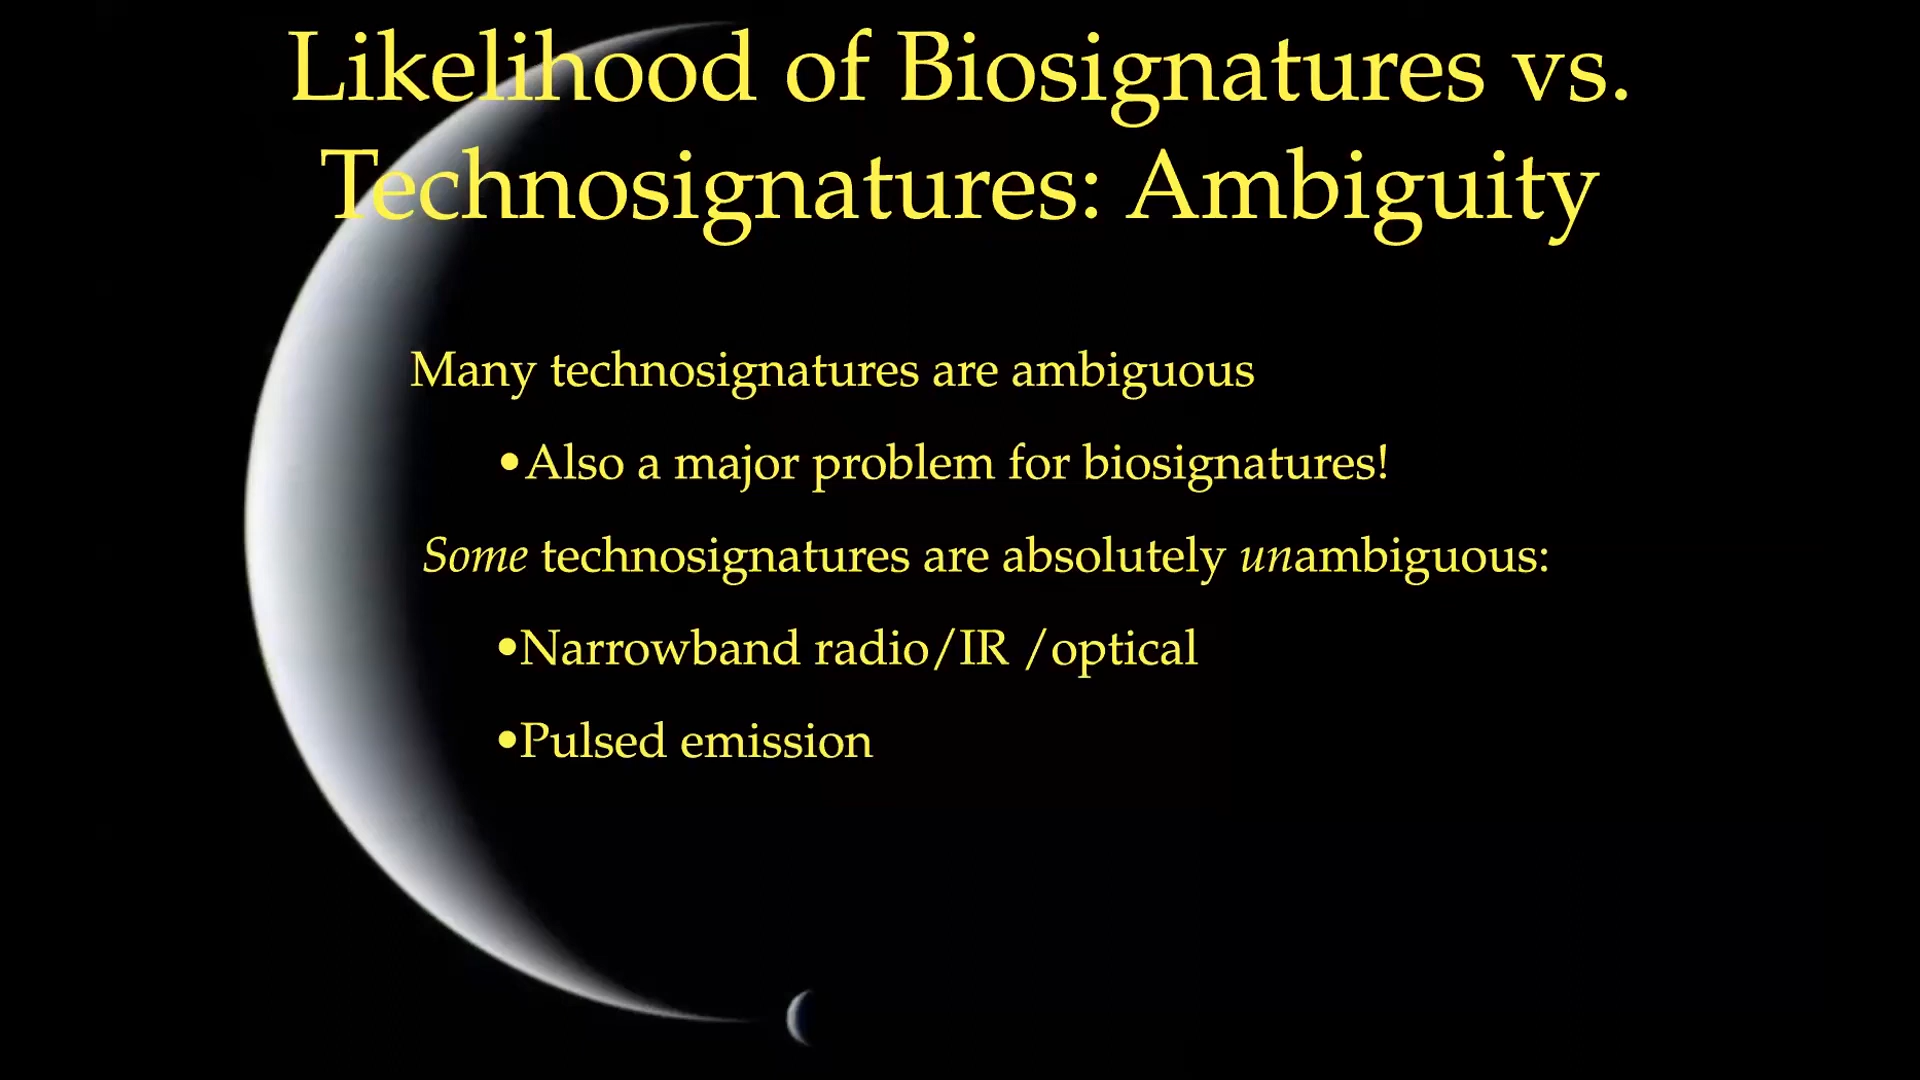 Likelihood of Biosignatures vs.
Technosignatures: Ambiguity
Many technosignatures are ambiguous
•Also a major problem for biosignatures!
Some technosignatures are absolutely unambiguous:
•Narrowband radio/IR /optical
•Pulsed emission